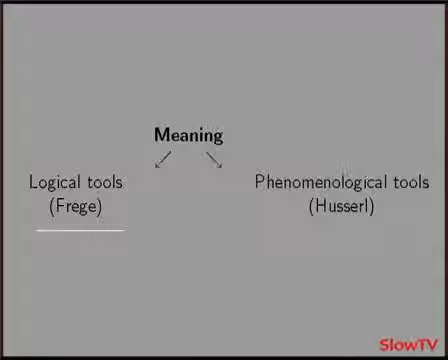 Meaning
Logical tools
(Frege)
Phenomenological tools
(Husserl)
SlowTV